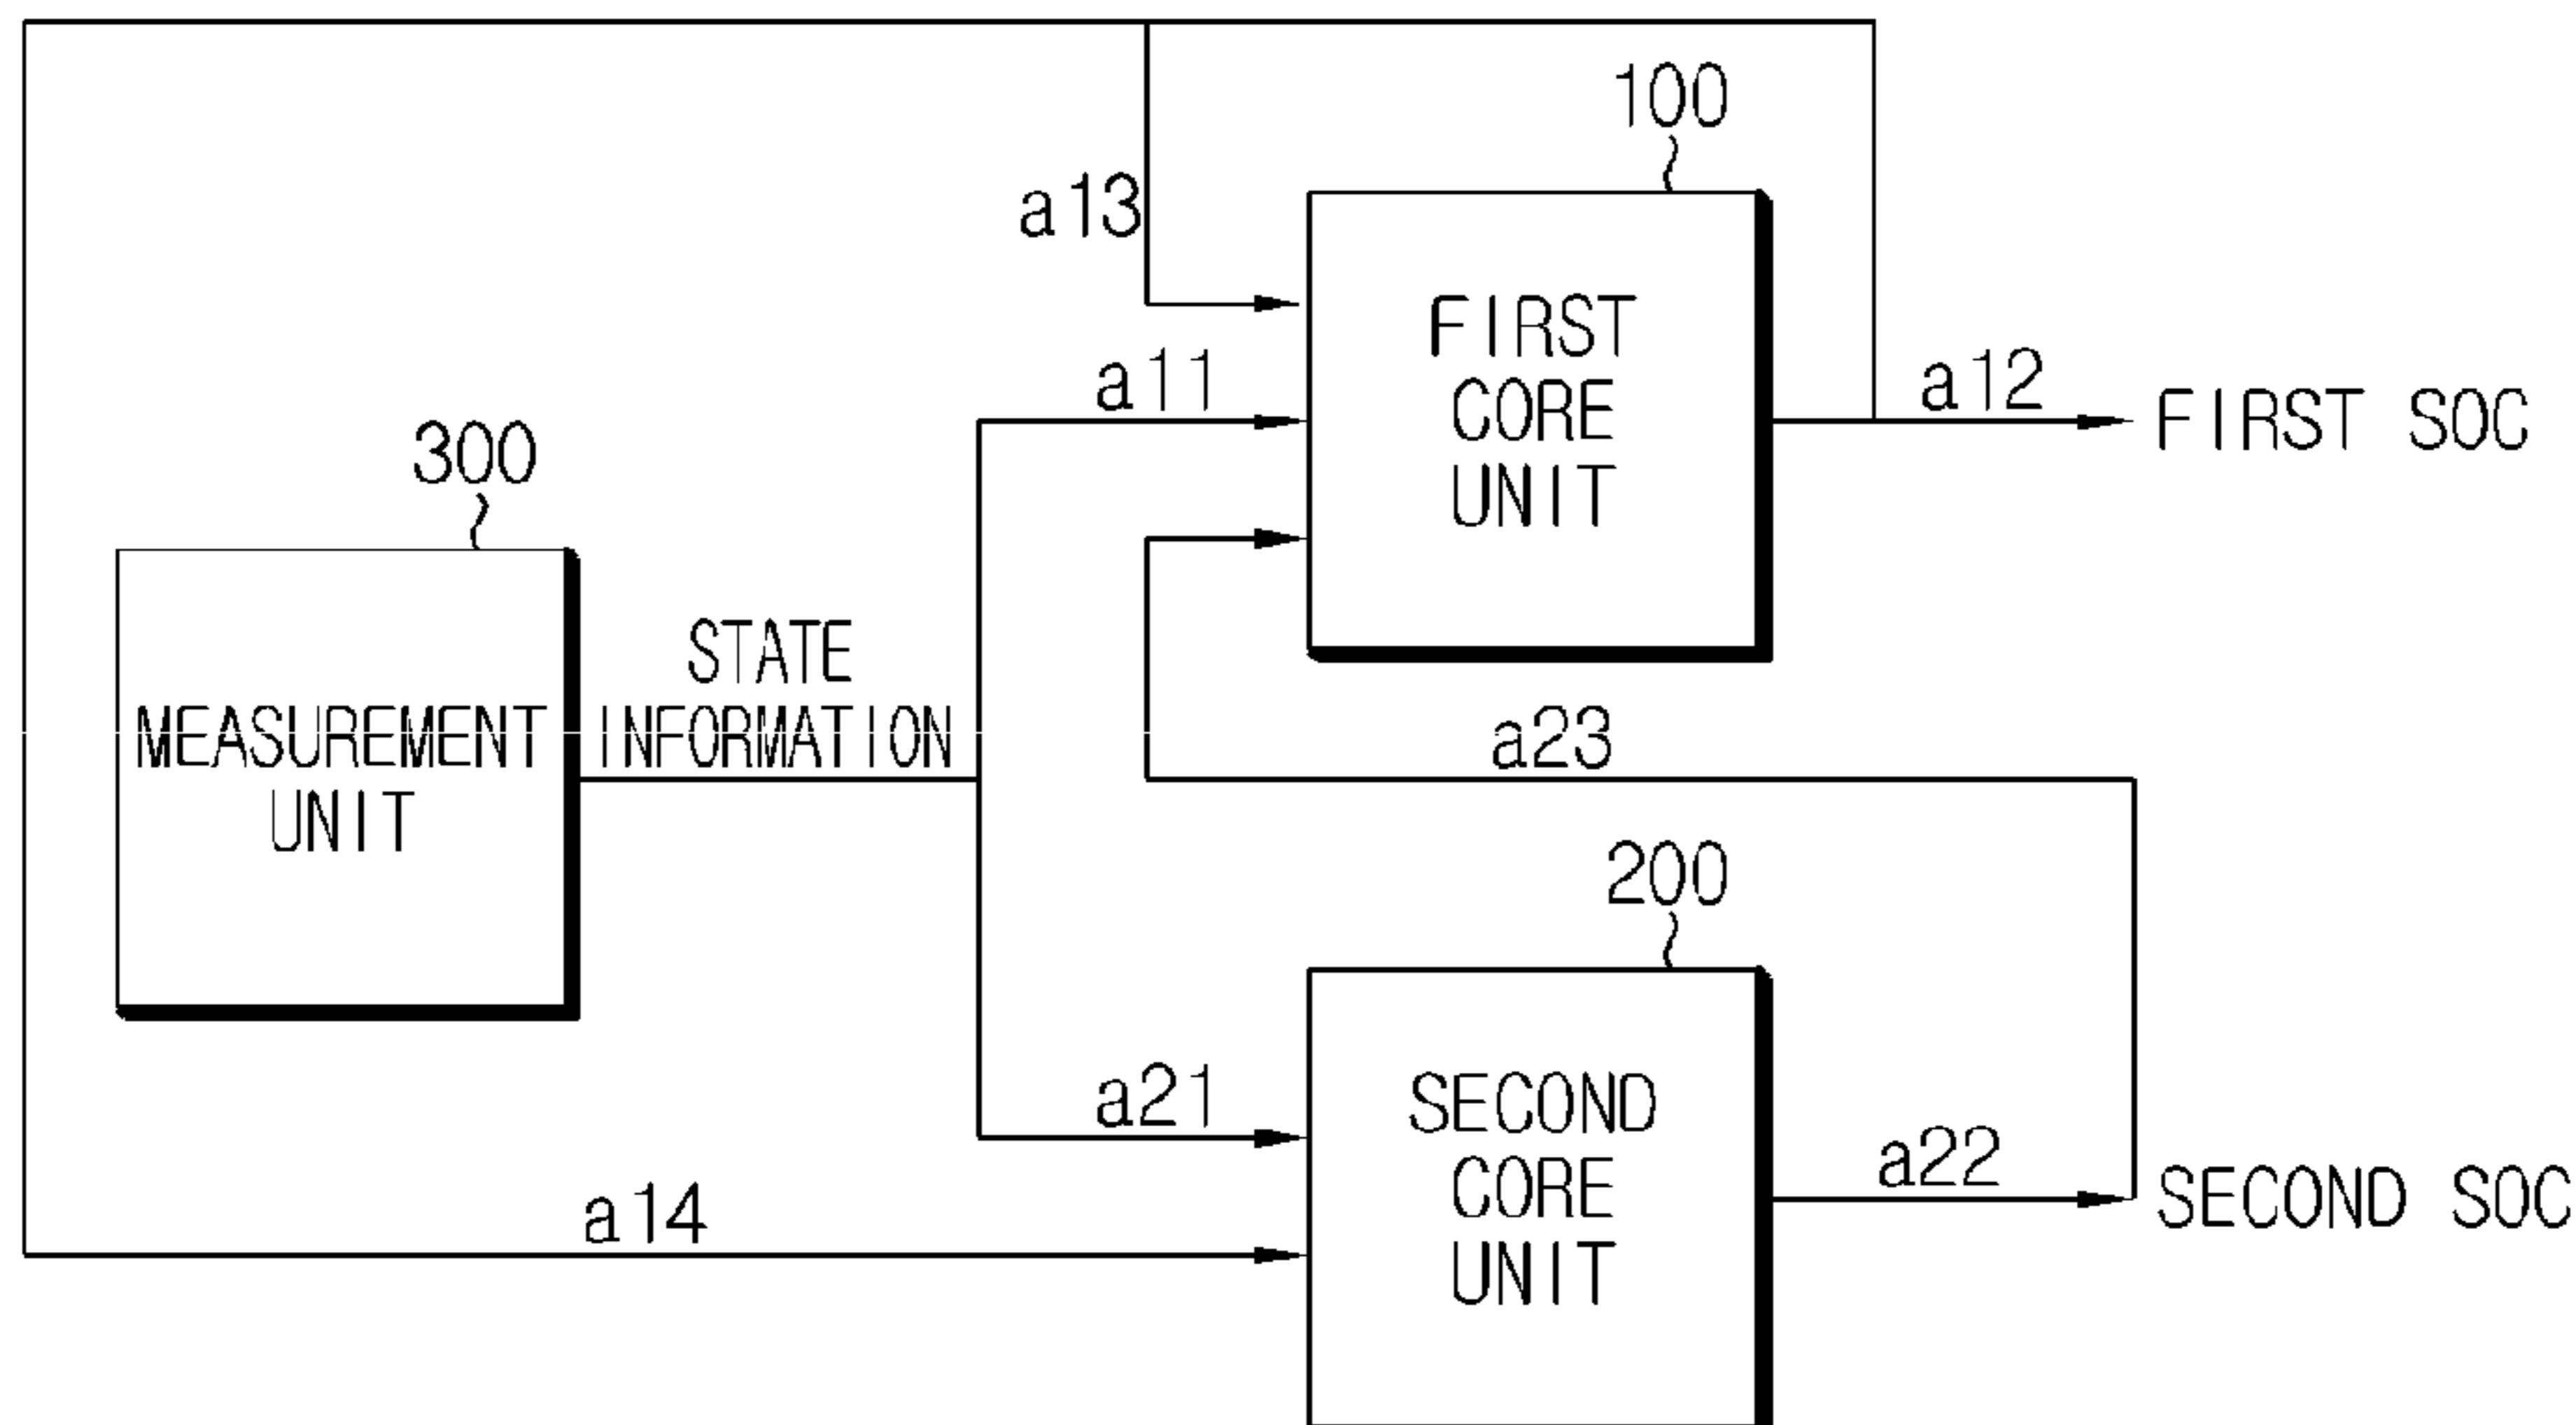 100
a13
FIRST
CORE
UNIT
a11
a12
FIRST SOC
300
MEASUREMENT
UNIT
STATE
INFORMATION
a23
200
a21
SECOND
CORE
UNIT
a22
SECOND SOC
a14